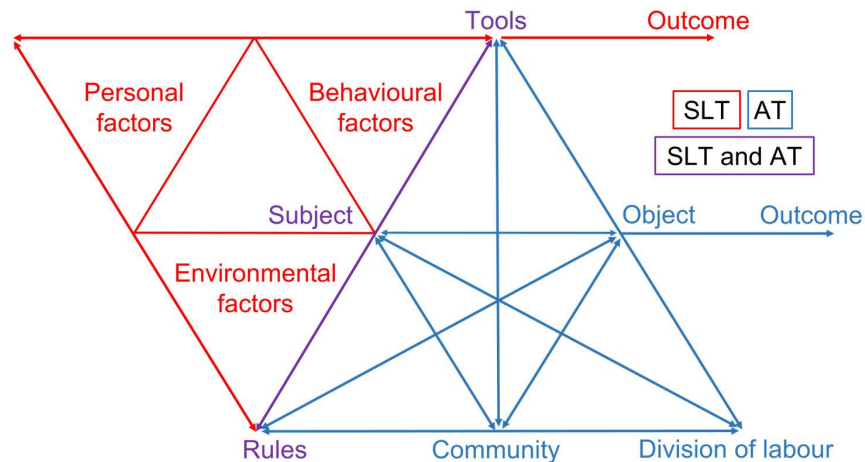 Tools
Outcome
Personal
factors
Behavioural
factors
SLT
AT
SLT and AT
Subject
Object
Outcome
Environmental
factors
Rules
Community
Division of labour